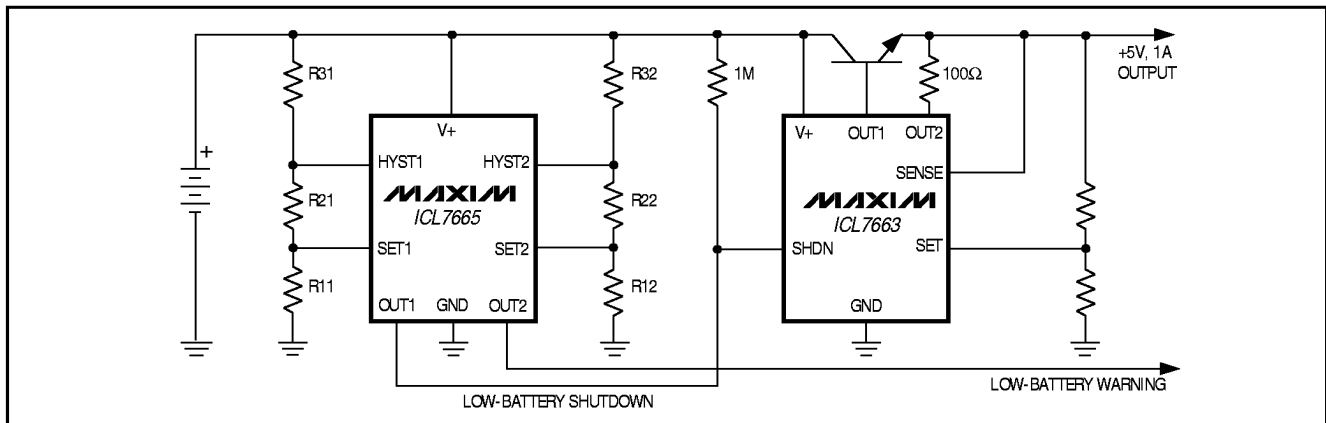 R31
R32
1M
100Ω
+5V, 1A
OUTPUT
+
V+
V+
OUT1
OUT2
HYST1
HYST2
SENSE
MAXIM
ICL7665
MAXIM
ICL7663
R21
R22
SET1
SET2
SHDN
SET
R11
R12
OUT1
GND
OUT2
GND
LOW-BATTERY WARNING
LOW-BATTERY SHUTDOWN